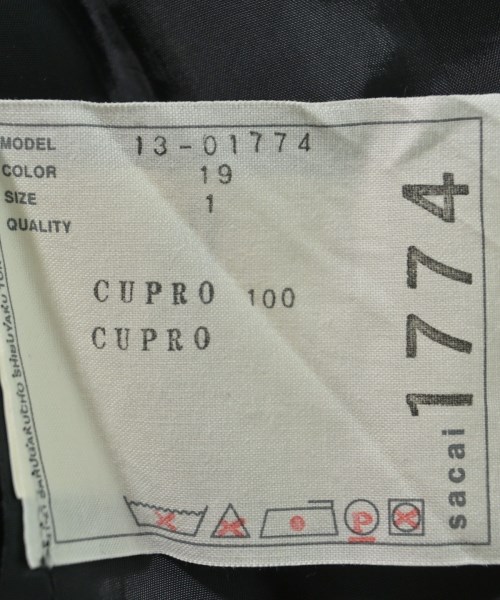 MODEL 13-01774
COLOR 19
SIZE 1
QUALITY
CUPRO 100
CUPRO
sacai 1774
P